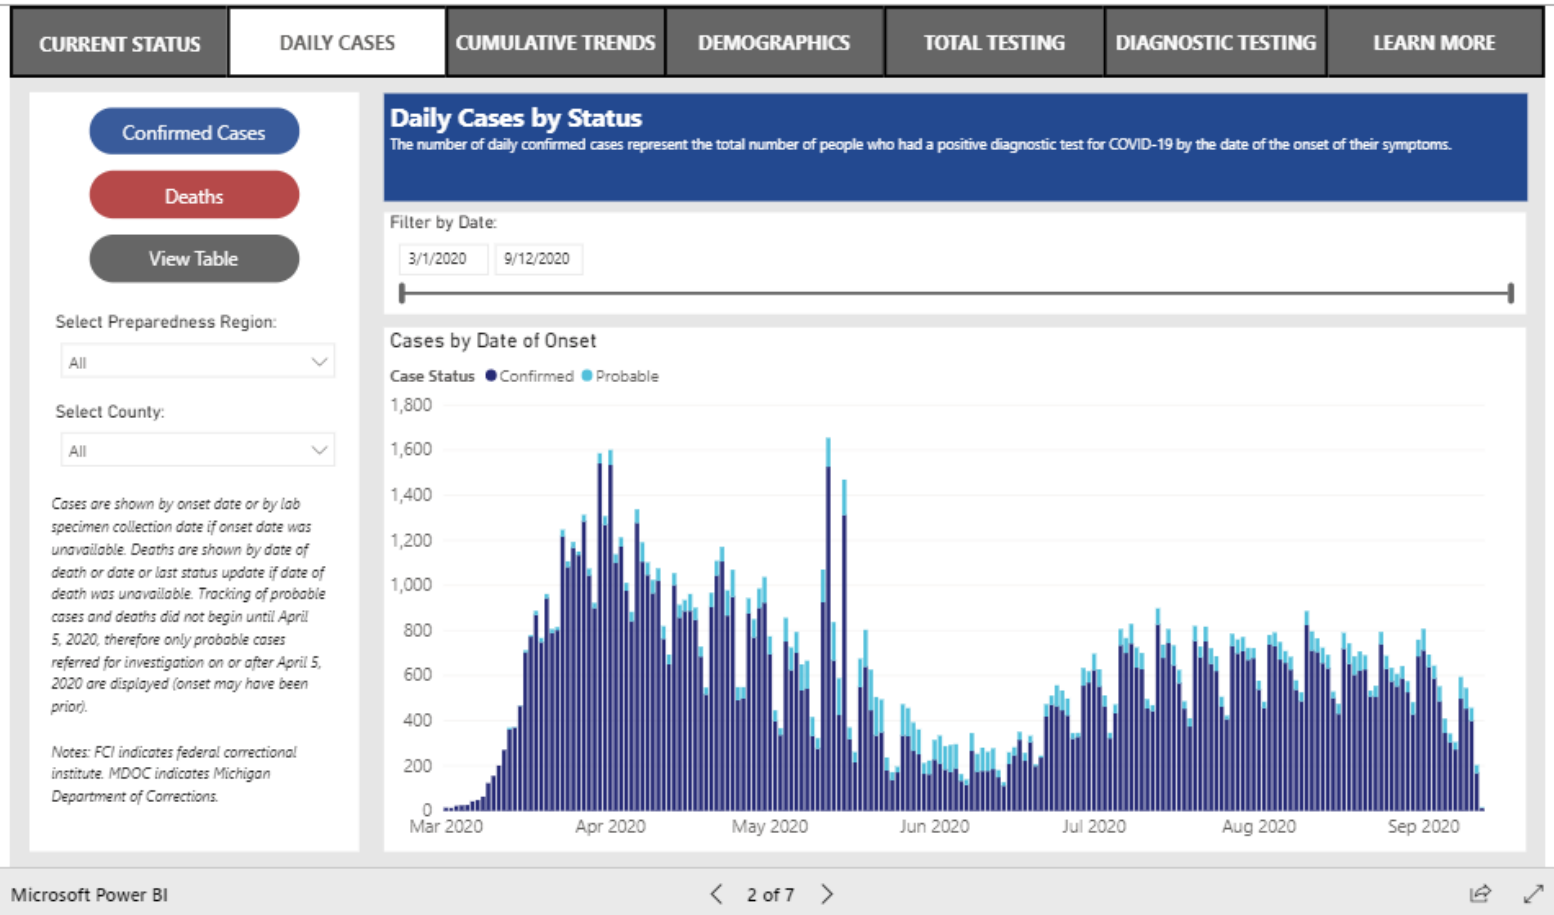 CURRENT STATUS
DAILY CASES
CUMULATIVE TRENDS
DEMOGRAPHICS
TOTAL TESTING
DIAGNOSTIC TESTING
LEARN MORE
Confirmed Cases
Deaths
View Table
Select Preparedness Region:
All
Select County:
All
Cases are shown by onset date or by lab
specimen collection date if onset date was
unavailable. Deaths are shown by date of
death or date or last status update if date of
death was unavailable. Tracking of probable
cases and deaths did not begin until April
5, 2020, therefore only probable cases
referred for investigation on or after April 5,
2020 are displayed (onset may have been
prior).
Notes: FCI indicates federal correctional
institute. MDOC indicates Michigan
Department of Corrections.
Daily Cases by Status
The number of daily confirmed cases represent the total number of people who had a positive diagnostic test for COVID-19 by the date of the onset of their symptoms.
Filter by Date:
3/1/2020 9/12/2020
Cases by Date of Onset
Case Status Confirmed Probable
1,800
1,600
1,400
1,200
1,000
800
600
400
200
0
Mar 2020 Apr 2020 May 2020 Jun 2020 Jul 2020 Aug 2020 Sep 2020
Microsoft Power BI
2 of 7